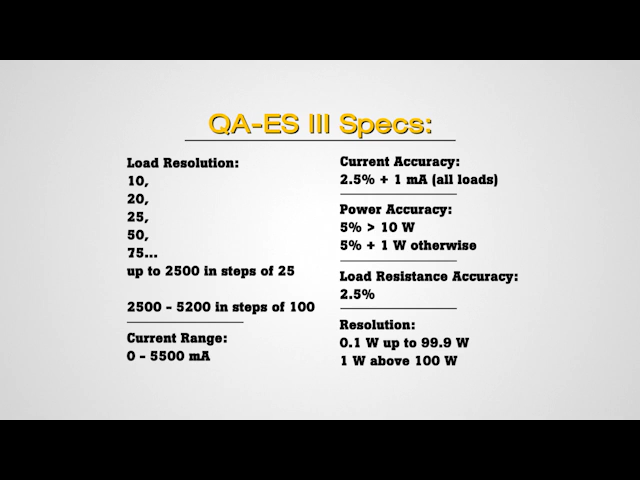 QA-ES III Specs:
Load Resolution:
10,
20,
25,
50,
75...
up to 2500 in steps of 25
2500 - 5200 in steps of 100
Current Range:
0 - 5500 mA
Current Accuracy:
2.5% + 1 mA (all loads)
Power Accuracy:
5% > 10 W
5% + 1 W otherwise
Load Resistance Accuracy:
2.5%
Resolution:
0.1 W up to 99.9 W
1 W above 100 W